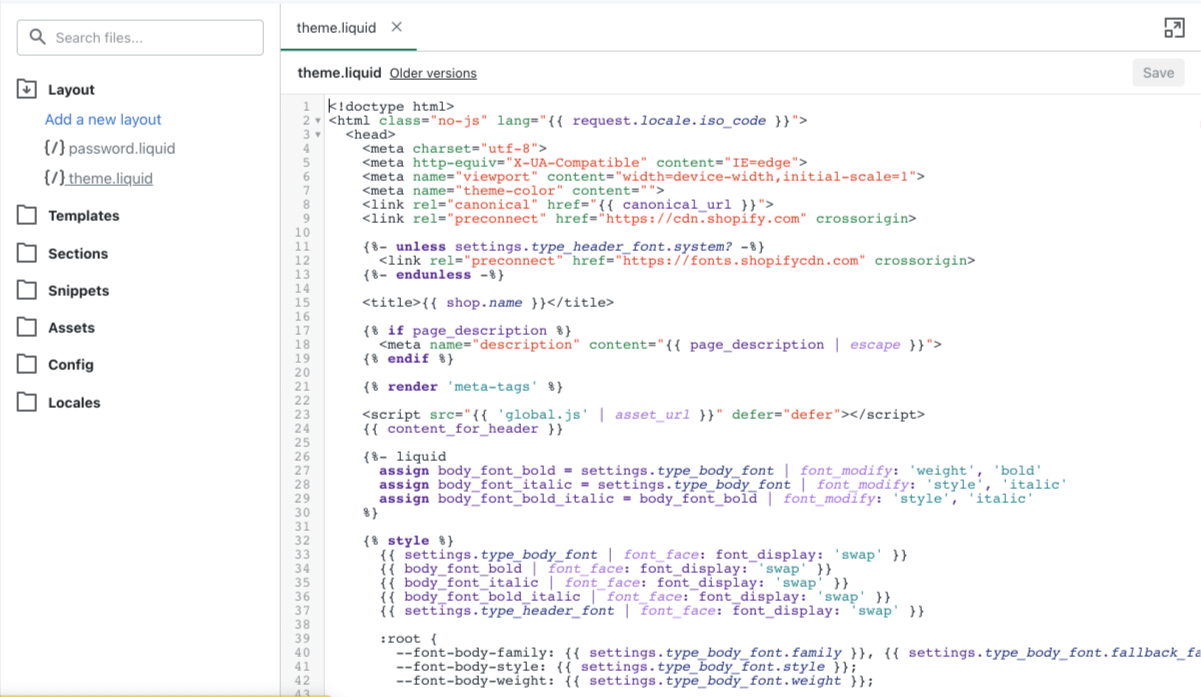 Search files...
Layout
Add a new layout
{/} password.liquid
{/} theme.liquid
Templates
Sections
Snippets
Assets
Config
Locales
theme.liquid ×
theme.liquid Older versions
Save
1 <!doctype html>
2 <html class="no-js" lang="{{ request.locale.iso_code }}">
3 <head>
4 <meta charset="utf-8">
5 <meta http-equiv="X-UA-Compatible" content="IE=edge">
6 <meta name="viewport" content="width=device-width,initial-scale=1">
7 <meta name="theme-color" content="">
8 <link rel="canonical" href="{{ canonical_url }}">
9 <link rel="preconnect" href="https://cdn.shopify.com" crossorigin>
10
11 {%- unless settings.type_header_font.system? -%}
12 <link rel="preconnect" href="https://fonts.shopifycdn.com" crossorigin>
13 {%- endunless -%}
14
15 <title>{{ shop.name }}</title>
16
17 {% if page_description %}
18 <meta name="description" content="{{ page_description | escape }}">
19 {% endif %}
20
21 {% render 'meta-tags' %}
22
23 <script src="{{ 'global.js' | asset_url }}" defer="defer"></script>
24 {{ content_for_header }}
25
26 {%- liquid
27 assign body_font_bold = settings.type_body_font | font_modify: 'weight', 'bold'
28 assign body_font_italic = settings.type_body_font | font_modify: 'style', 'italic'
29 assign body_font_bold_italic = body_font_bold | font_modify: 'style', 'italic'
30 %}
31
32 {% style %}
33 {{ settings.type_body_font | font_face: font_display: 'swap' }}
34 {{ body_font_bold | font_face: font_display: 'swap' }}
35 {{ body_font_italic | font_face: font_display: 'swap' }}
36 {{ body_font_bold_italic | font_face: font_display: 'swap' }}
37 {{ settings.type_header_font | font_face: font_display: 'swap' }}
38
39 :root {
40 --font-body-family: {{ settings.type_body_font.family }}, {{ settings.type_body_font.fallback_fa
41 --font-body-style: {{ settings.type_body_font.style }};
42 --font-body-weight: {{ settings.type_body_font.weight }};
43